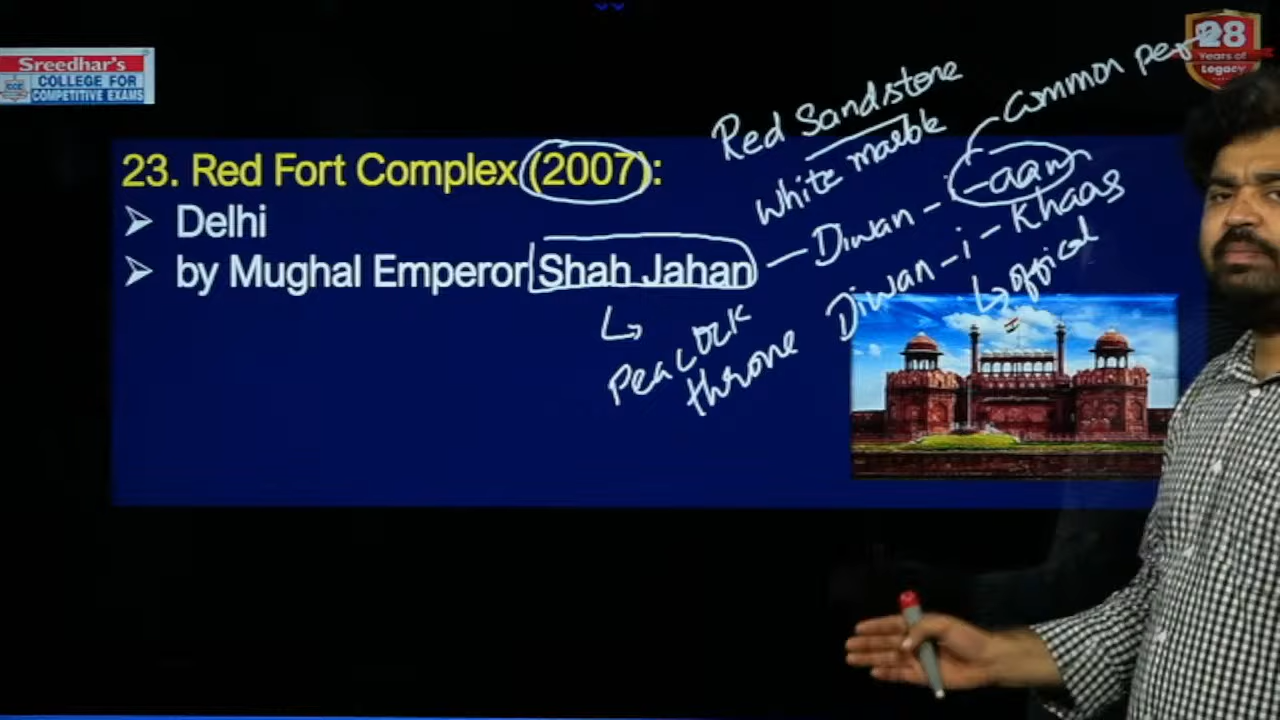 Sreedhar's
COLLEGE FOR
CCE COMPETITIVE EXAMS
28
Years of
Legacy
23. Red Fort Complex (2007):
➤ Delhi
➤ by Mughal Emperor Shah Jahan
Red Sandstone
White marble
common
Diwan - i - aam
Diwan - i - Khaas
official
Peacock
throne